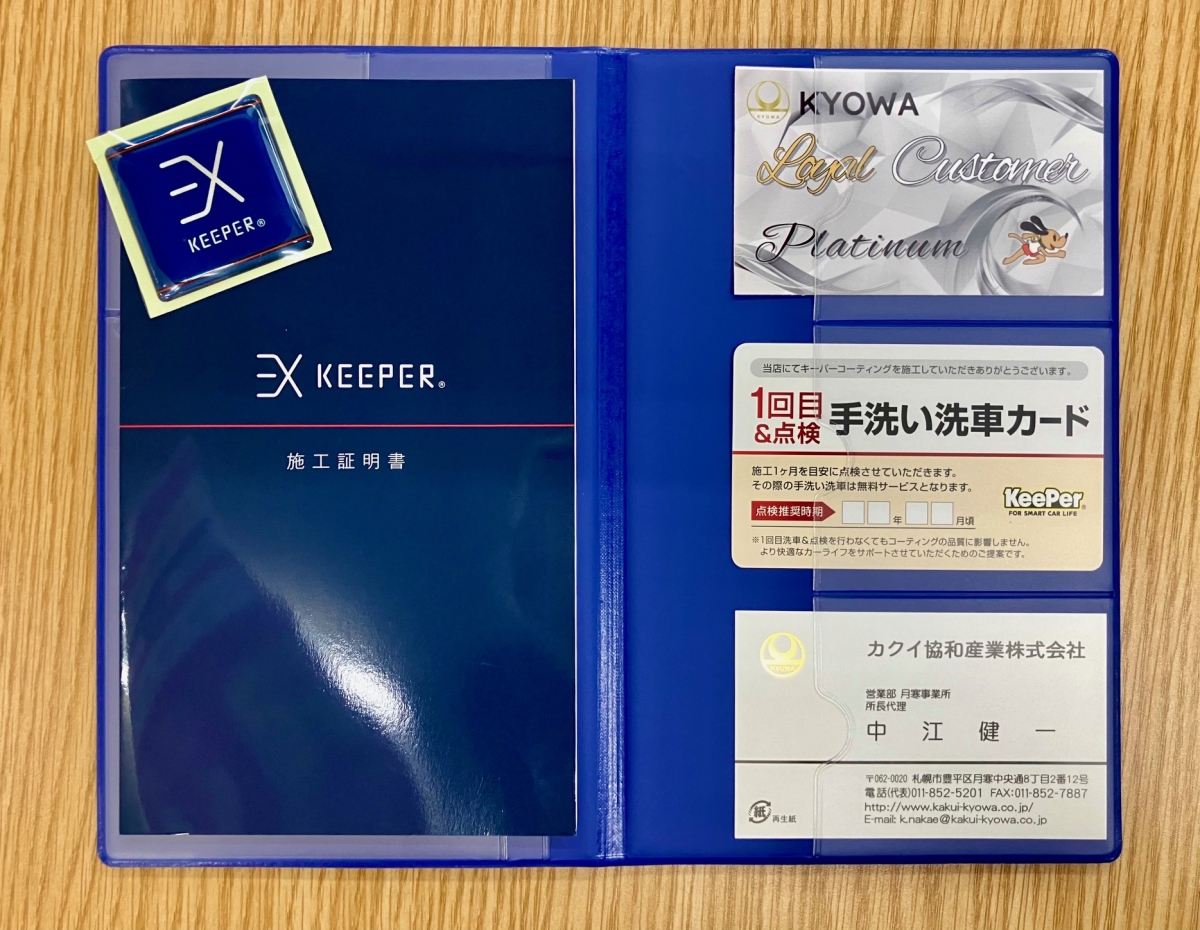 EX
KEEPER®
EX KEEPER®
施工証明書
KYOWA
KYOWA
Loyal Customer
Platinum
当店にてキーパーコーティングを施工していただきありがとうございます。
1回目
&点検
手洗い洗車カード
施工1ヶ月を目安に点検させていただきます。
その際の手洗い洗車は無料サービスとなります。
点検推奨時期
年
月頃
KeePer®
FOR SMART CAR LIFE
※1回目洗車&点検を行わなくてもコーティングの品質に影響しません。
より快適なカーライフをサポートさせていただくためのご提案です。
KYOWA
カクイ協和産業株式会社
営業部 月寒事業所
所長代理
中江 健一
〒062-0020 札幌市豊平区月寒中央通8丁目2番12号
電話(代表)011-852-5201 FAX:011-852-7887
http://www.kakui-kyowa.co.jp/
E-mail: k.nakae@kakui-kyowa.co.jp
紙 再生紙